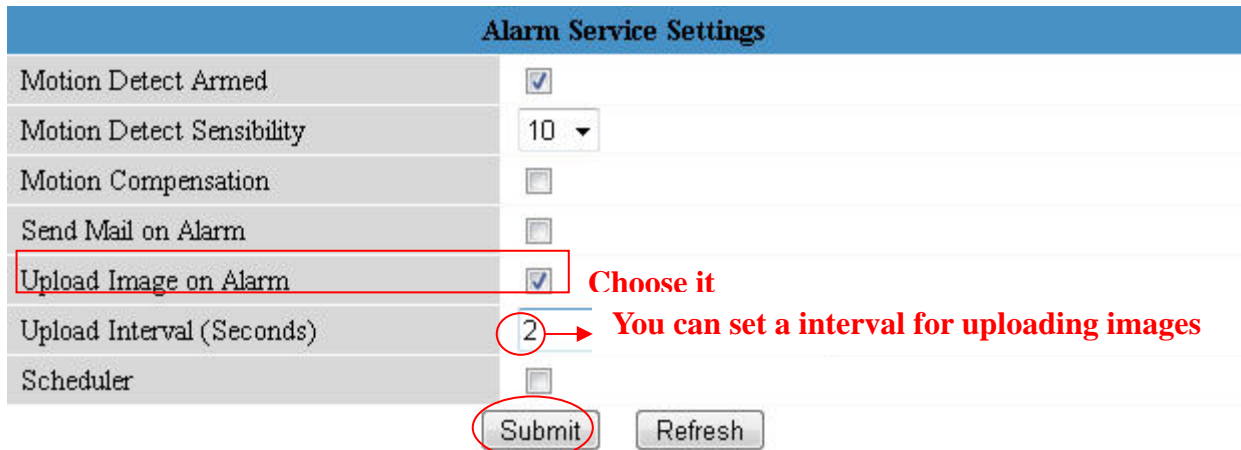 Alarm Service Settings
Motion Detect Armed
Motion Detect Sensibility 10
Motion Compensation
Send Mail on Alarm
Upload Image on Alarm Choose it
Upload Interval (Seconds) 2 You can set a interval for uploading images
Scheduler
Submit Refresh